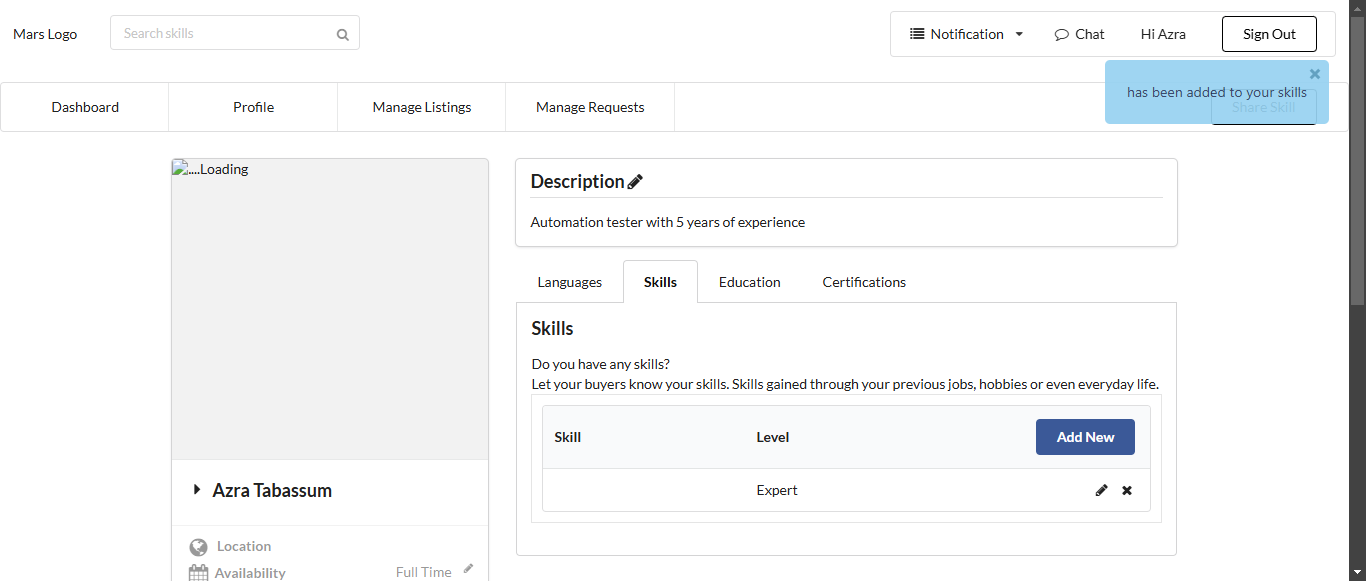 Mars Logo
Search skills
Notification
Chat
Hi Azra
Sign Out
has been added to your skills
Dashboard
Profile
Manage Listings
Manage Requests
Share Skill
....Loading
Description
Automation tester with 5 years of experience
Languages
Skills
Education
Certifications
Skills
Do you have any skills?
Let your buyers know your skills. Skills gained through your previous jobs, hobbies or even everyday life.
Skill
Level
Add New
Expert
Azra Tabassum
Location
Availability
Full Time